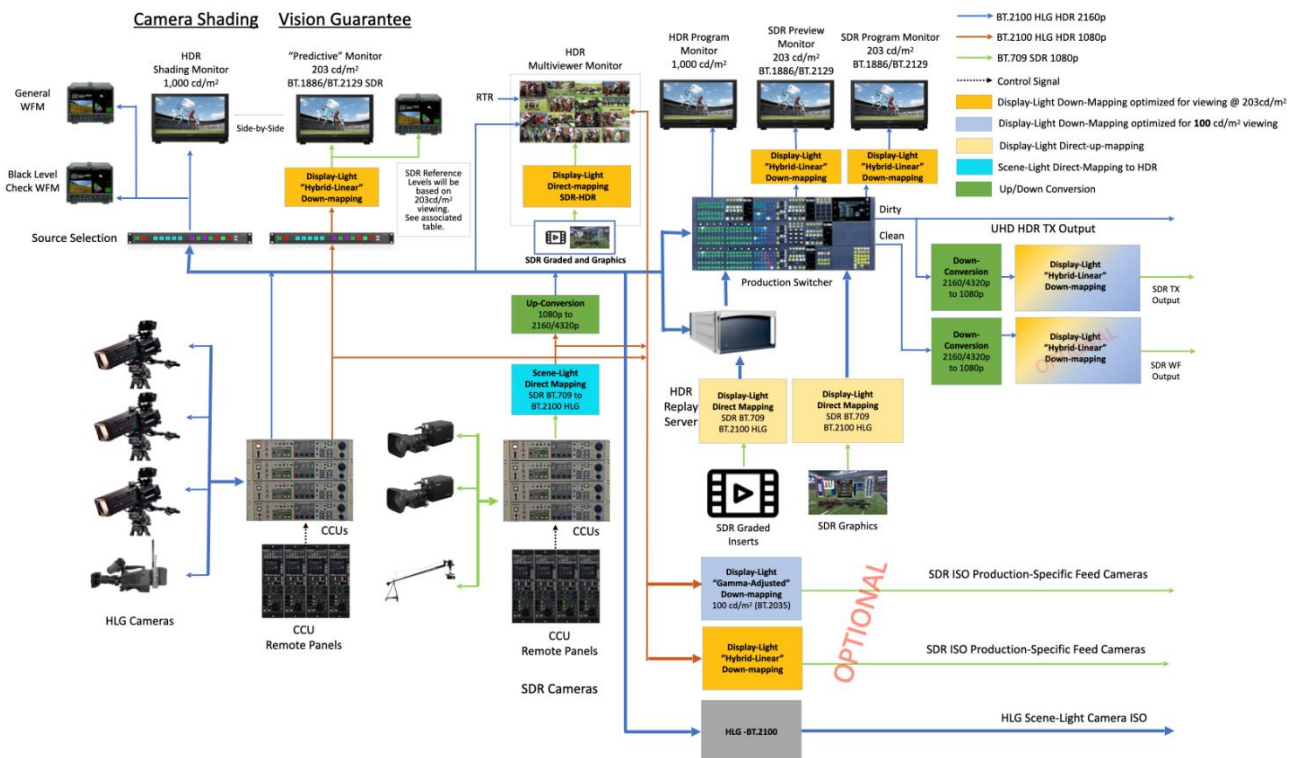 Camera Shading
Vision Guarantee
HDR
Shading Monitor
1,000 cd/m²
"Predictive" Monitor
203 cd/m²
BT.1886/BT.2129 SDR
HDR
Multiviewer Monitor
HDR Program
Monitor
1,000 cd/m²
SDR Preview
Monitor
203 cd/m²
BT.1886/BT.2129
SDR Program Monitor
203 cd/m²
BT.1886/BT.2129
BT.2100 HLG HDR 2160p
BT.2100 HLG HDR 1080p
BT.709 SDR 1080p
Control Signal
Display-Light Down-Mapping optimized for viewing @ 203cd/m²
Display-Light Down-Mapping optimized for 100 cd/m² viewing
Display-Light Direct-up-mapping
Scene-Light Direct-Mapping to HDR
Up/Down Conversion
General
WFM
Black Level
Check WFM
Side-by-Side
RTR
Source Selection
Display-Light
"Hybrid-Linear"
Down-mapping
SDR Reference
Levels will be
based on
203cd/m²
viewing.
See associated
table.
Display-Light
Direct-mapping
SDR-HDR
SDR Graded and Graphics
Display-Light
"Hybrid-Linear"
Down-mapping
Display-Light
"Hybrid-Linear"
Down-mapping
Dirty
Clean
UHD HDR TX Output
Production Switcher
Down-
Conversion
2160/4320p
to 1080p
Display-Light
"Hybrid-Linear"
Down-mapping
SDR TX
Output
Down-
Conversion
2160/4320p
to 1080p
Display-Light
"Hybrid-Linear"
Down-mapping
OPTIONAL
SDR WF
Output
Up-Conversion
1080p to
2160/4320p
Scene-Light
Direct Mapping
SDR BT.709 to
BT.2100 HLG
HDR
Replay
Server
Display-Light
Direct Mapping
SDR BT.709
BT.2100 HLG
Display-Light
Direct Mapping
SDR BT.709
BT.2100 HLG
SDR Graded
Inserts
SDR Graphics
CCUs
CCUs
HLG Cameras
CCU
Remote Panels
CCU
Remote Panels
SDR Cameras
Display-Light
"Gamma-Adjusted"
Down-mapping
100 cd/m² (BT.2035)
SDR ISO Production-Specific Feed Cameras
Display-Light
"Hybrid-Linear"
Down-mapping
OPTIONAL
SDR ISO Production-Specific Feed Cameras
HLG -BT.2100
HLG Scene-Light Camera ISO